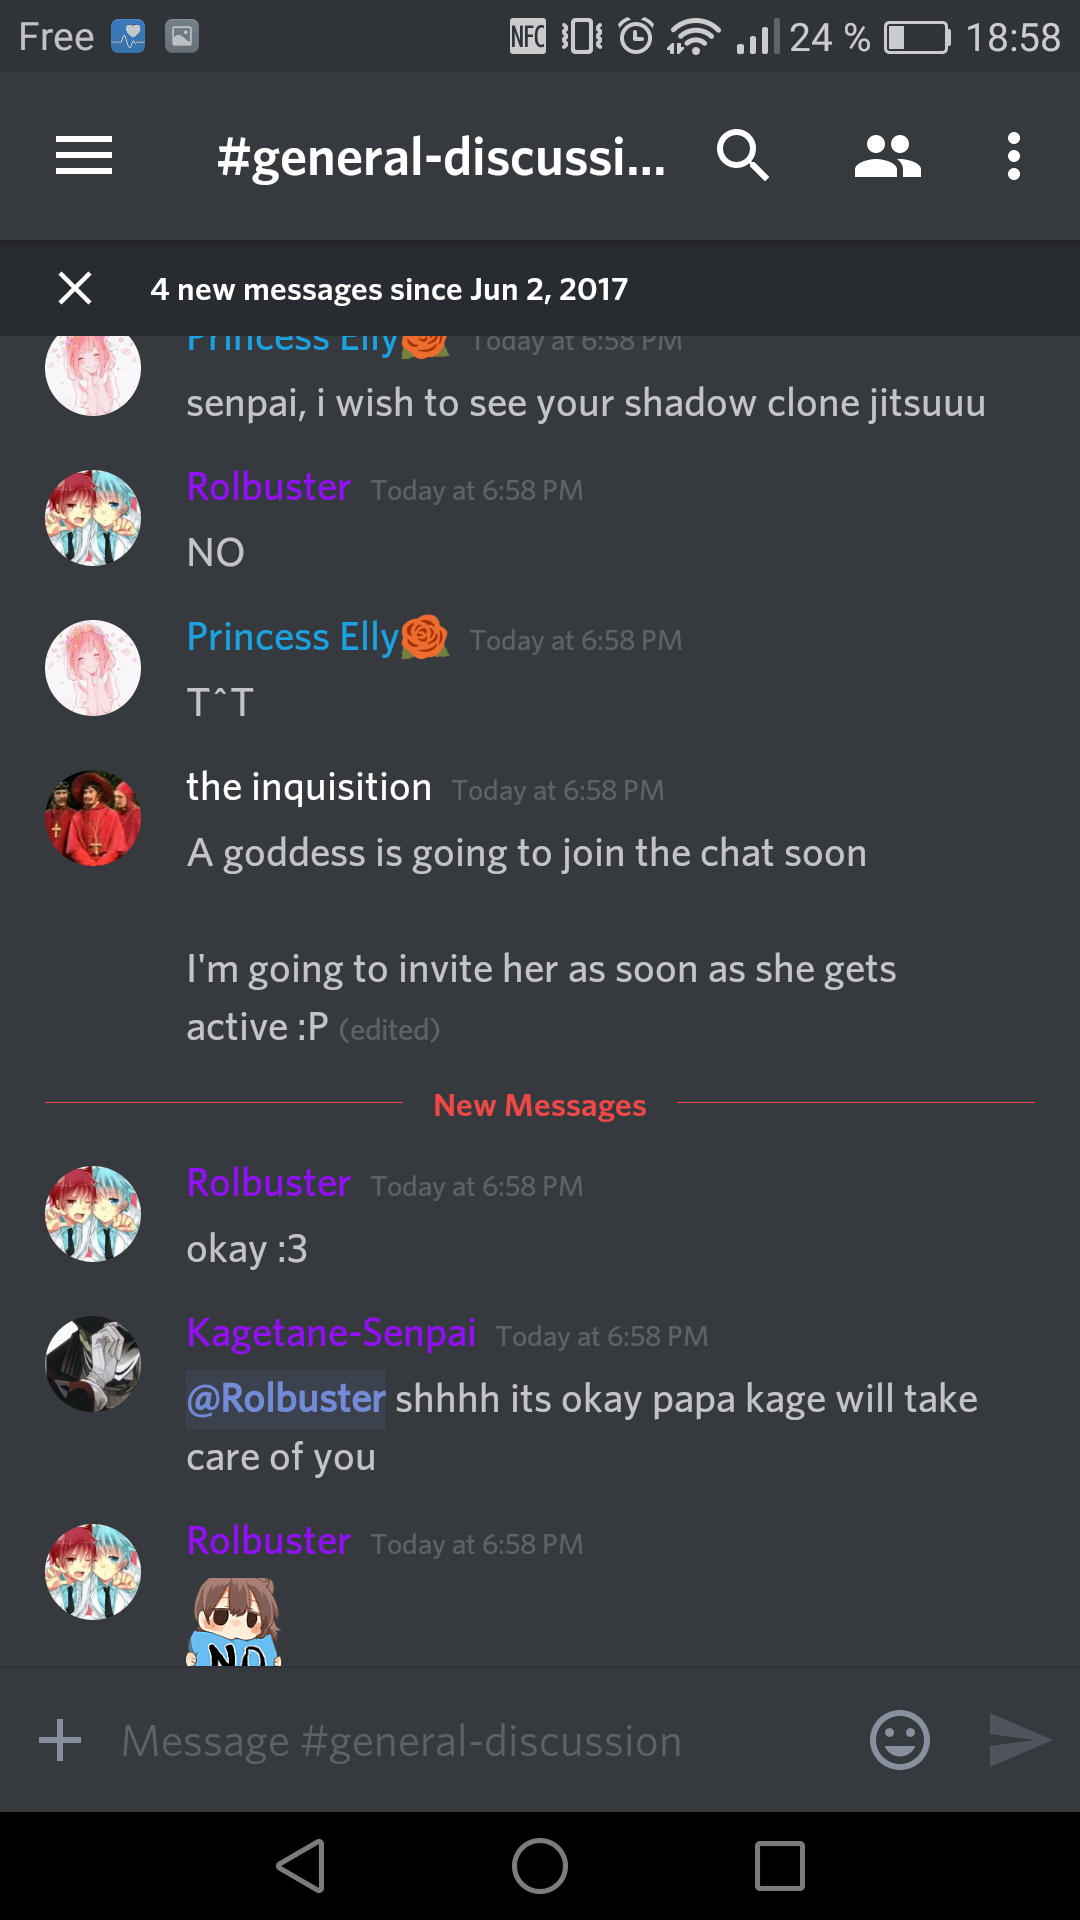 Free NFC 24 % 18:58
#general-discussi...
4 new messages since Jun 2, 2017
Princess Elly Today at 6:58 PM
senpai, i wish to see your shadow clone jitsuuu
Rolbuster Today at 6:58 PM
NO
Princess Elly Today at 6:58 PM
T^T
the inquisition Today at 6:58 PM
A goddess is going to join the chat soon
I'm going to invite her as soon as she gets
active :P (edited)
New Messages
Rolbuster Today at 6:58 PM
okay :3
Kagetane-Senpai Today at 6:58 PM
@Rolbuster shhhh its okay papa kage will take
care of you
Rolbuster Today at 6:58 PM
NO
Message #general-discussion